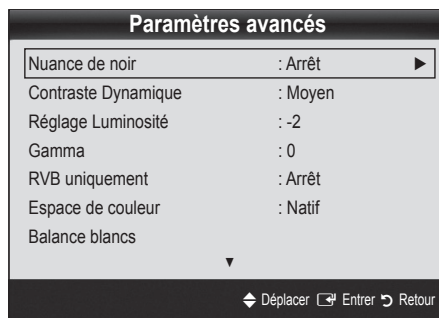 Paramètres avancés
Nuance de noir : Arrêt ►
Contraste Dynamique : Moyen
Réglage Luminosité : -2
Gamma : 0
RVB uniquement : Arrêt
Espace de couleur : Natif
Balance blancs
▼
Déplacer Entrer Retour